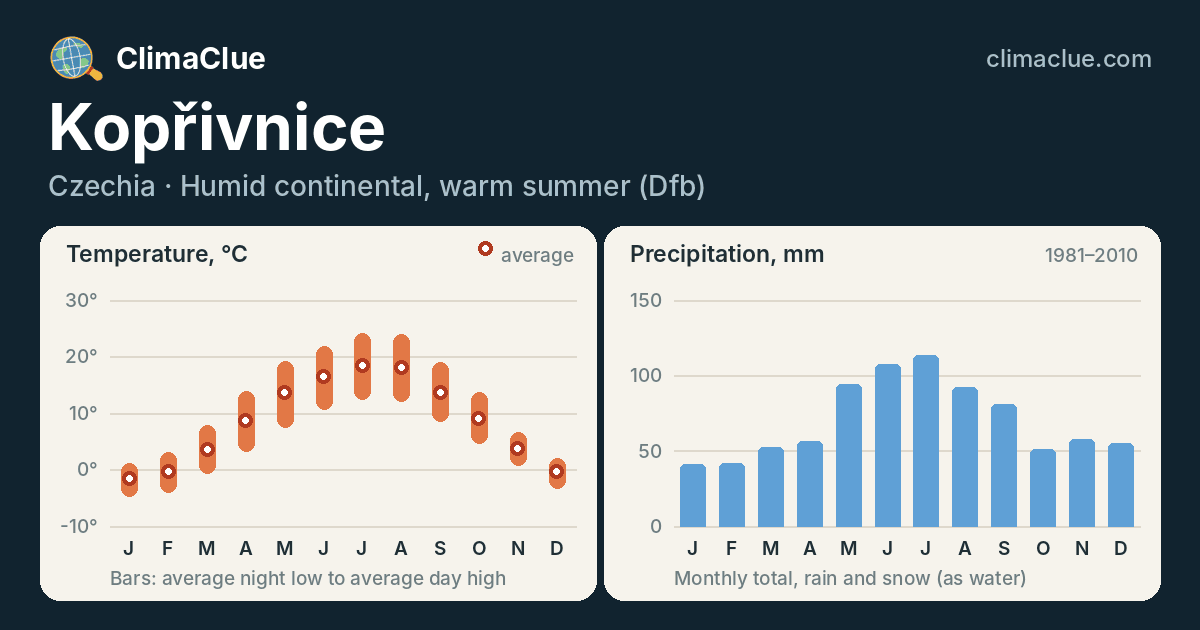 ClimaClue
climaclue.com
Kopřivnice
Czechia · Humid continental, warm summer (Dfb)
Temperature, °C
average
30°
20°
10°
0°
-10°
J F M A M J J A S O N D
Bars: average night low to average day high
Precipitation, mm
1981–2010
150
100
50
0
J F M A M J J A S O N D
Monthly total, rain and snow (as water)